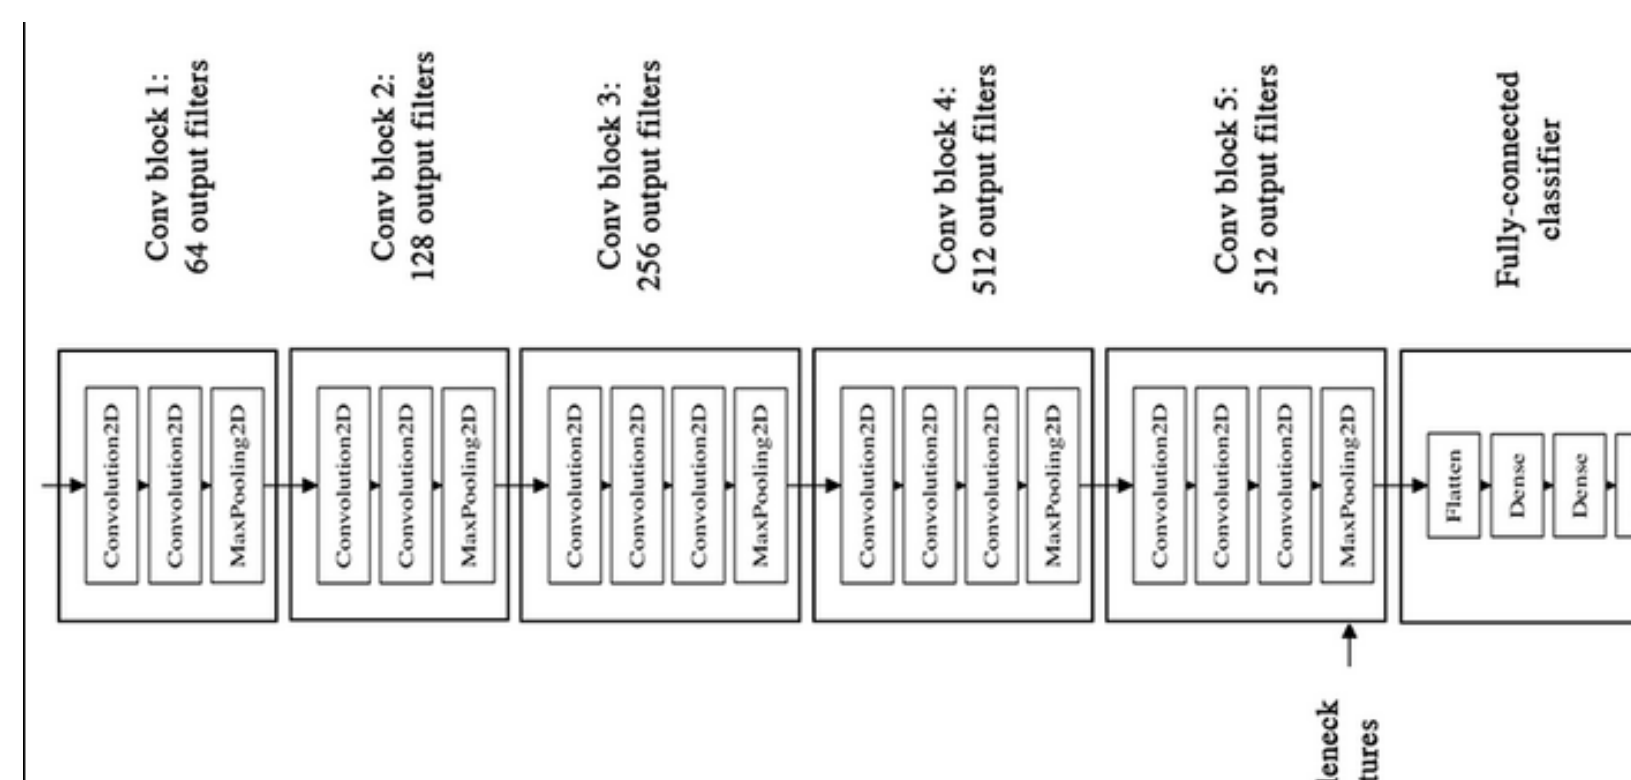 Conv block 1:
64 output filters
Conv block 2:
128 output filters
Conv block 3:
256 output filters
Conv block 4:
512 output filters
Conv block 5:
512 output filters
Fully-connected
classifier
Convolution2D
Convolution2D
MaxPooling2D
Convolution2D
Convolution2D
MaxPooling2D
Convolution2D
Convolution2D
Convolution2D
MaxPooling2D
Convolution2D
Convolution2D
Convolution2D
MaxPooling2D
Convolution2D
Convolution2D
Convolution2D
MaxPooling2D
Flatten
Dense
Dense